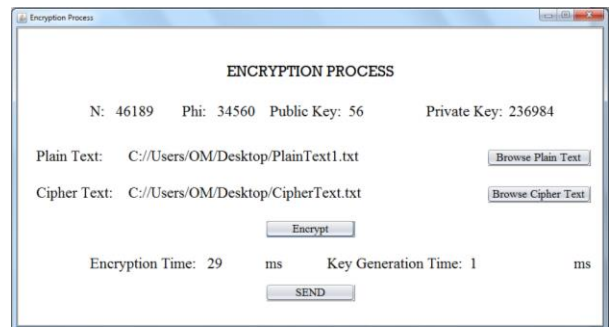 Encryption Process
ENCRYPTION PROCESS
N: 46189 Phi: 34560 Public Key: 56 Private Key: 236984
Plain Text: C://Users/OM/Desktop/PlainText1.txt Browse Plain Text
Cipher Text: C://Users/OM/Desktop/CipherText.txt Browse Cipher Text
Encrypt
Encryption Time: 29 ms Key Generation Time: 1 ms
SEND